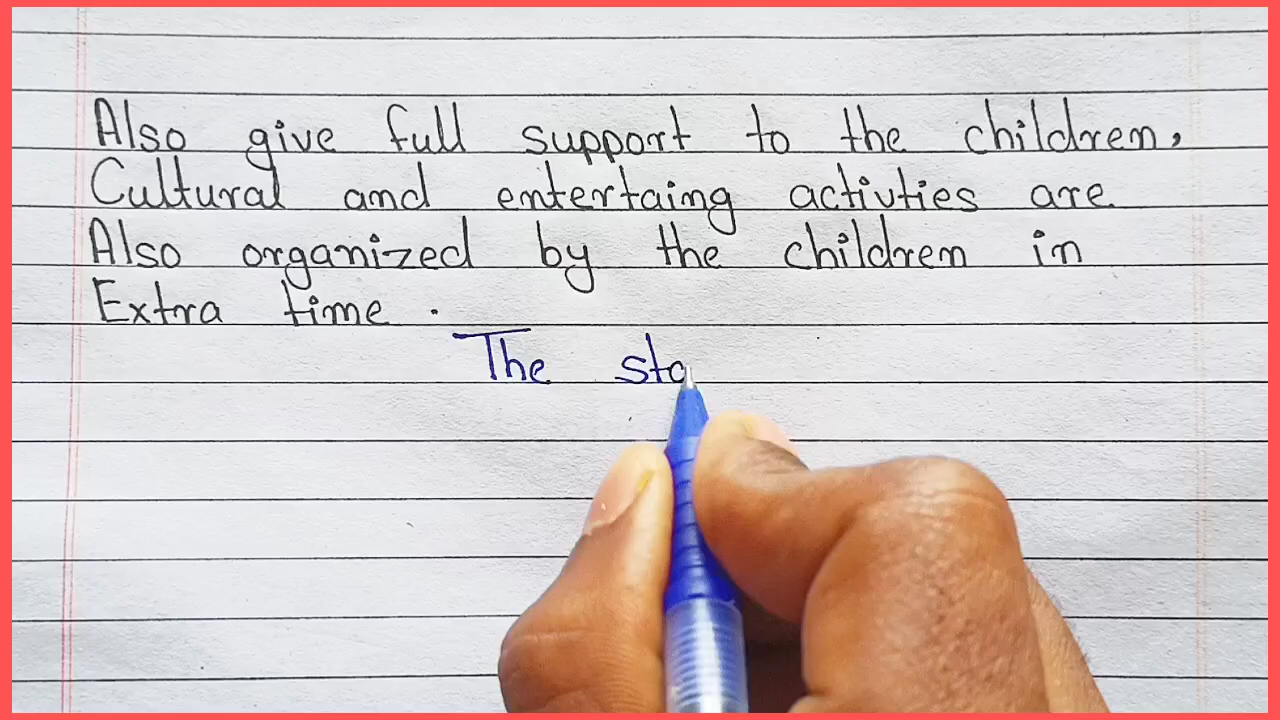 Also give full support to the children,
Cultural and entertaing activties are
Also organized by the children in
Extra time .
The sta